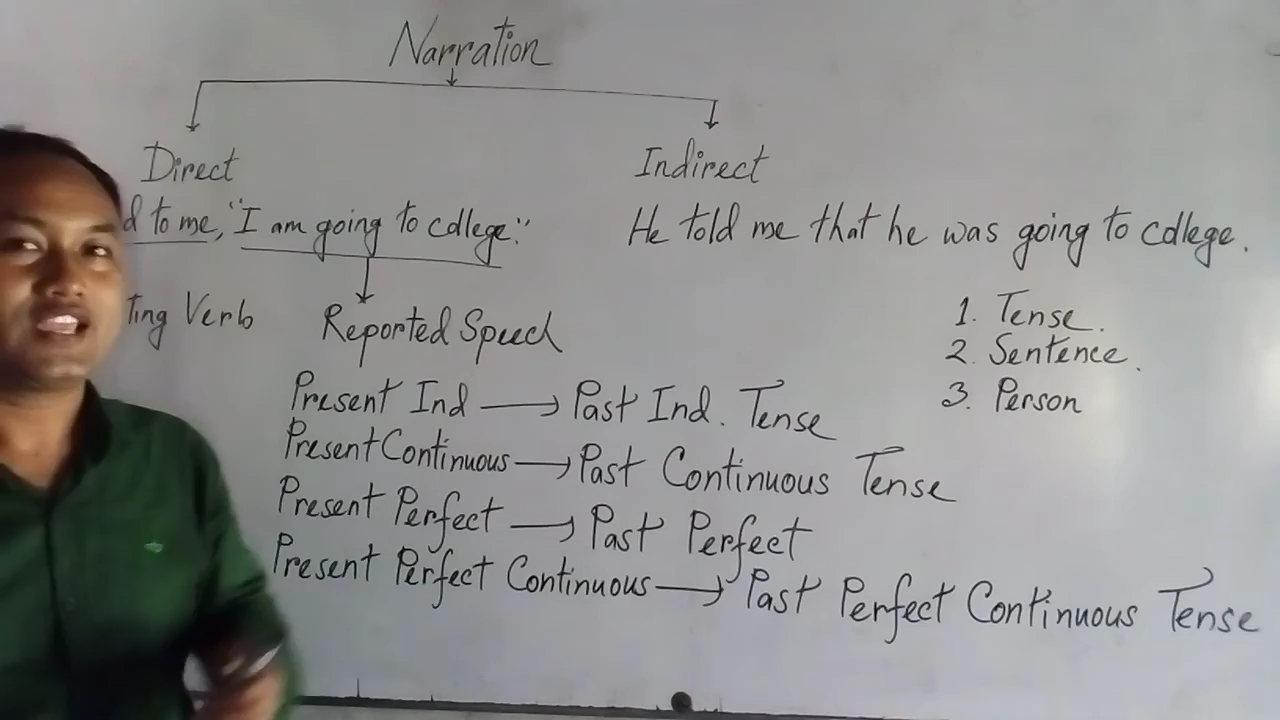 Narration
Direct
Indirect
d to me, "I am going to college."
He told me that he was going to college.
ting Verb
Reported Speech
1. Tense.
2. Sentence.
3. Person
Present Ind → Past Ind. Tense
Present Continuous → Past Continuous Tense
Present Perfect → Past Perfect
Present Perfect Continuous → Past Perfect Continuous Tense